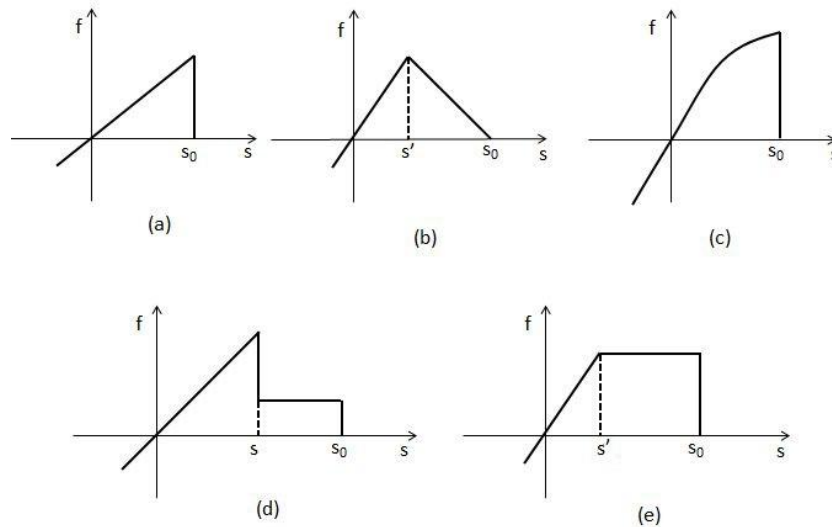 f f f
s₀ s s' s₀ s s₀ s
(a) (b) (c)
f f
s s₀ s s' s₀ s
(d) (e)